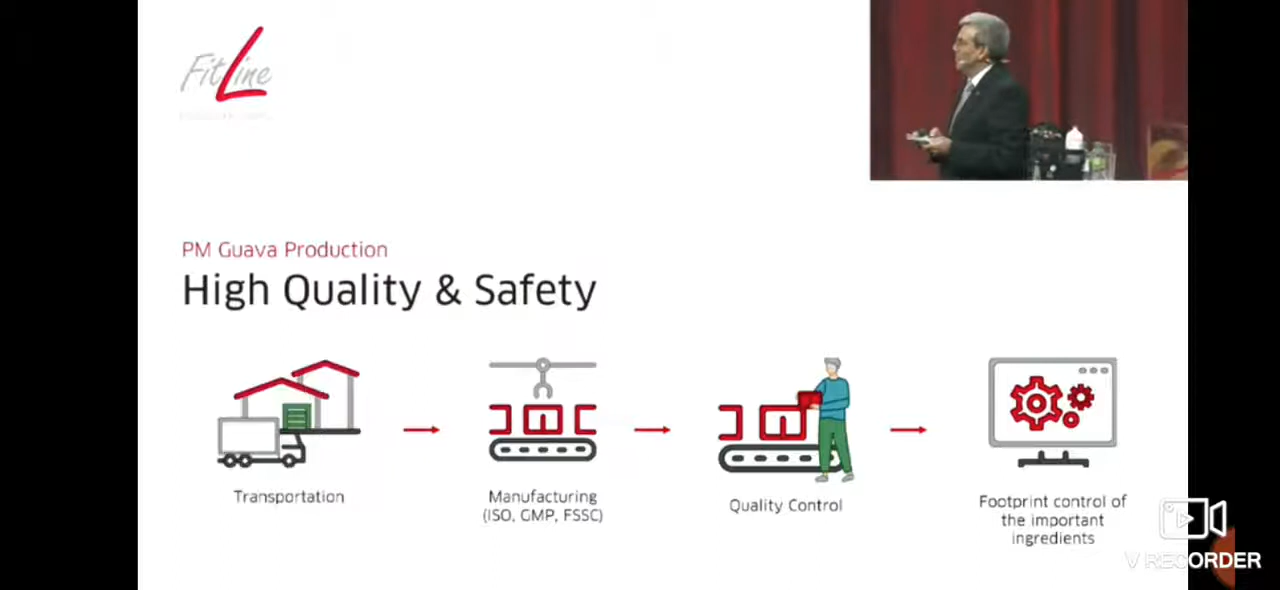 FitLine
PM Guava Production
High Quality & Safety
Transportation
Manufacturing
(ISO, GMP, FSSC)
Quality Control
Footprint control of
the important
ingredients
V RECORDER